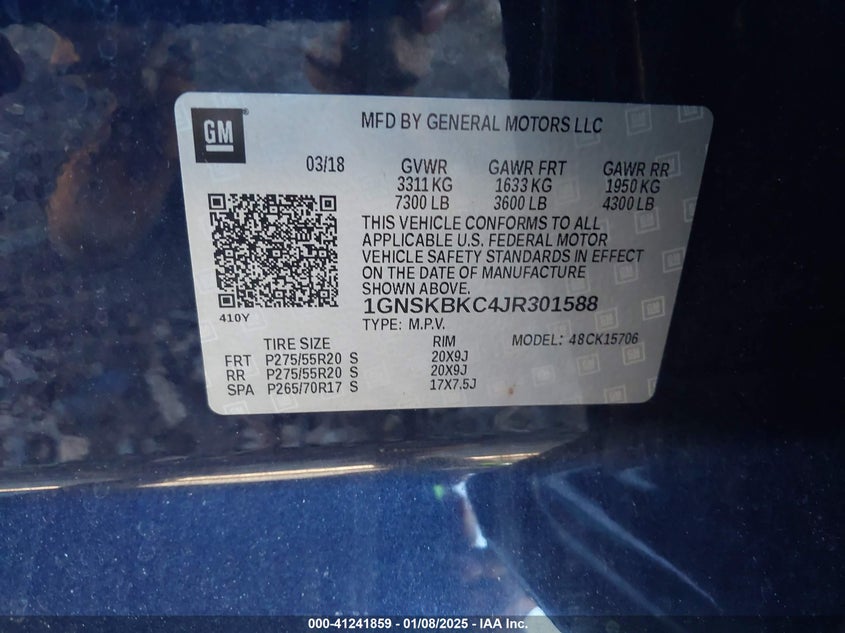 GM
®
MFD BY GENERAL MOTORS LLC
03/18 GVWR GAWR FRT GAWR RR
3311 KG 1633 KG 1950 KG
7300 LB 3600 LB 4300 LB
THIS VEHICLE CONFORMS TO ALL
APPLICABLE U.S. FEDERAL MOTOR
VEHICLE SAFETY STANDARDS IN EFFECT
ON THE DATE OF MANUFACTURE
SHOWN ABOVE.
1GNSKBKC4JR301588
410Y
TYPE: M.P.V.
MODEL: 48CK15706
TIRE SIZE RIM
FRT P275/55R20 S 20X9J
RR P275/55R20 S 20X9J
SPA P265/70R17 S 17X7.5J
000-41241859 — 01/08/2025 — IAA Inc.